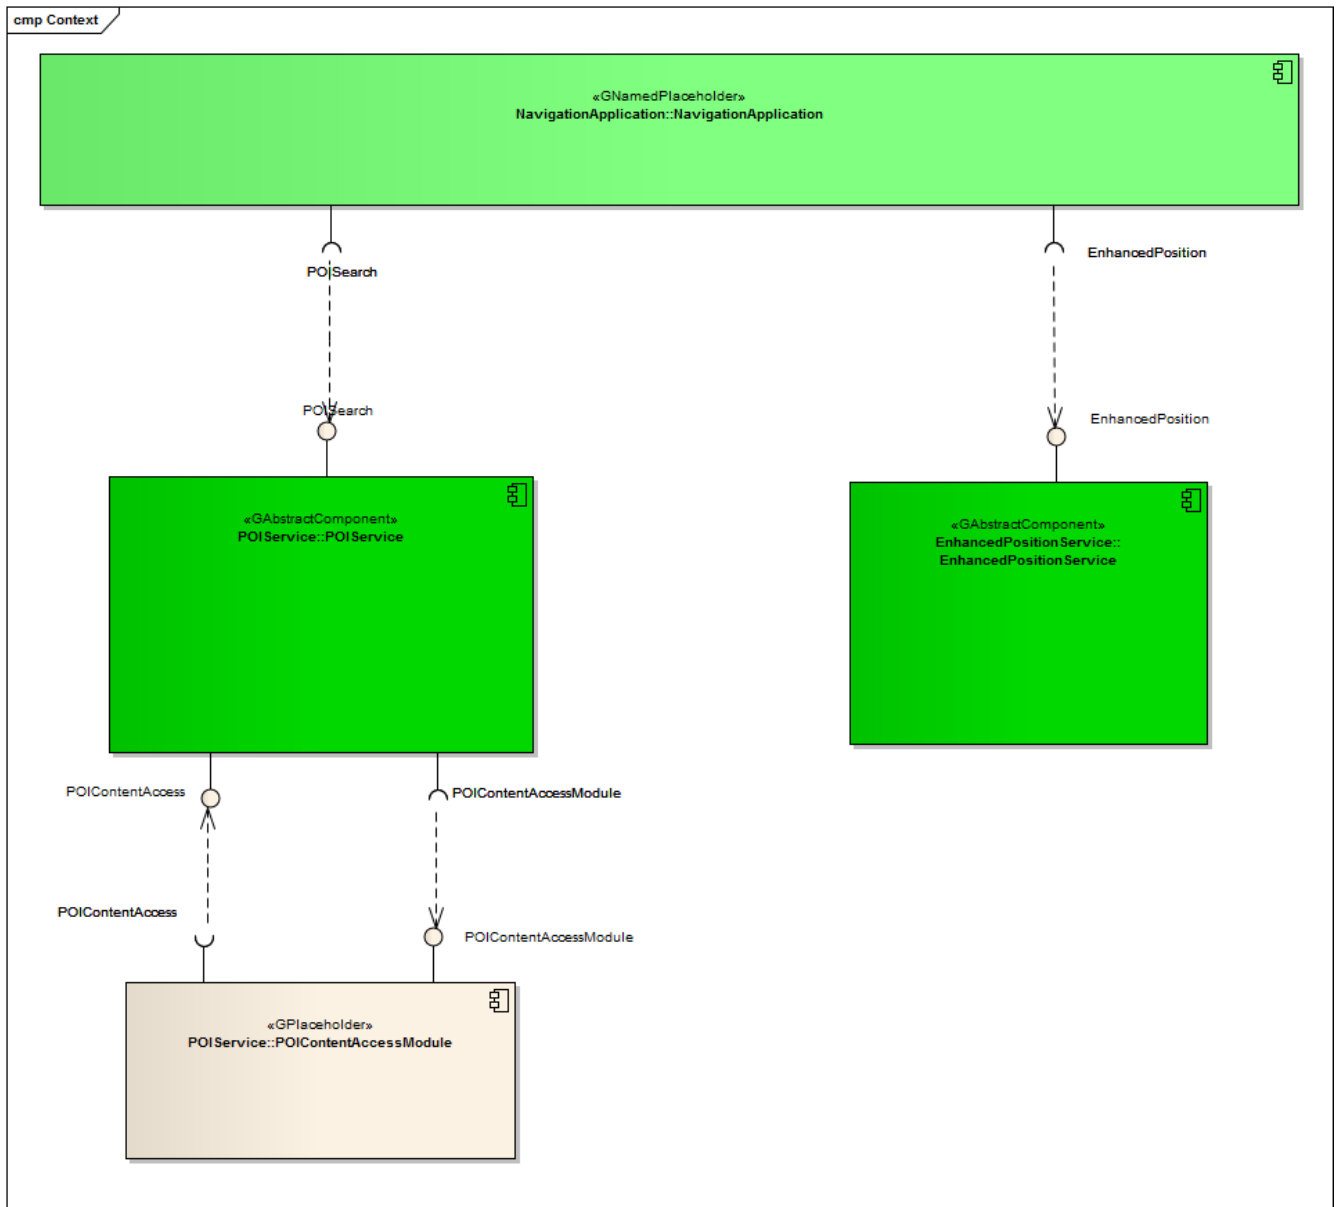 cmp Context
«GNamedPlaceholder»
NavigationApplication::NavigationApplication
POISearch
EnhancedPosition
POISearch
EnhancedPosition
«GAbstractComponent»
POIService::POIService
«GAbstractComponent»
EnhancedPositionService::
EnhancedPositionService
POIContentAccess
POIContentAccessModule
POIContentAccess
POIContentAccessModule
«GPlaceholder»
POIService::POIContentAccessModule